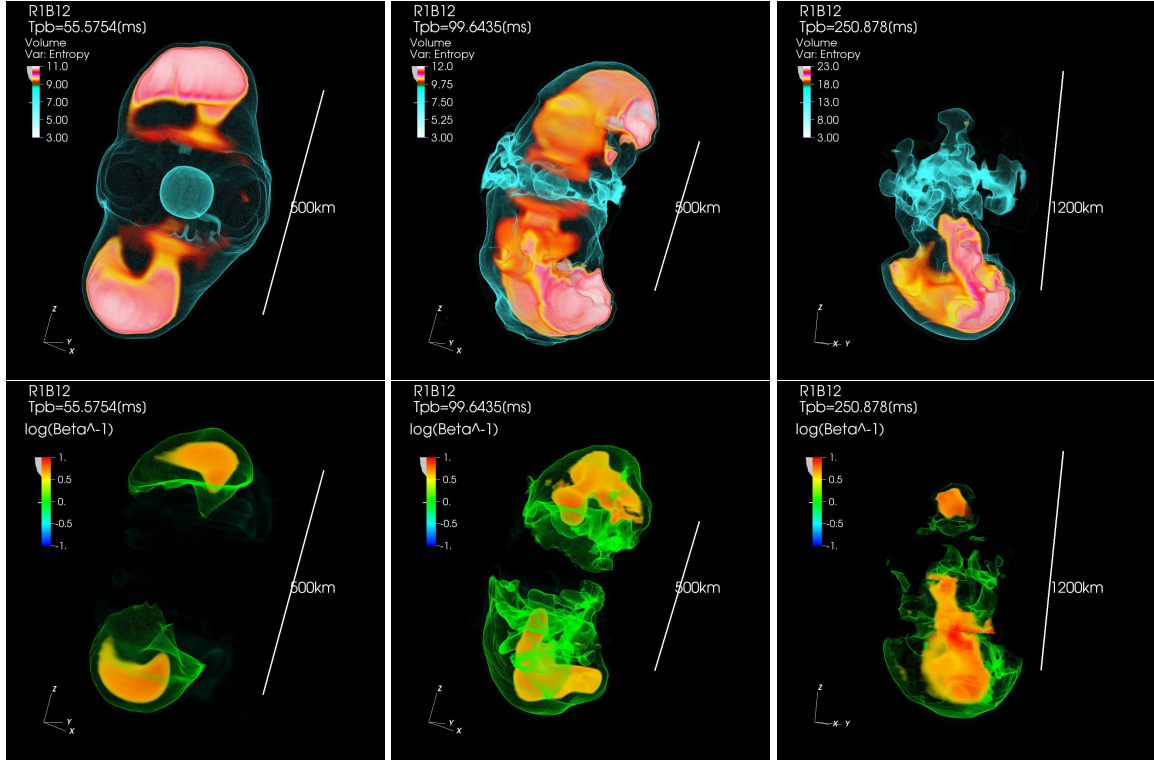 R1B12
Tpb=55.5754[ms]
Volume
Var: Entropy
11.0
9.00
7.00
5.00
3.00
500km
Z
Y
X
R1B12
Tpb=99.6435[ms]
Volume
Var: Entropy
12.0
9.75
7.50
5.25
3.00
500km
Z
Y
X
R1B12
Tpb=250.878[ms]
Volume
Var: Entropy
23.0
18.0
13.0
8.00
3.00
1200km
Z
X Y
R1B12
Tpb=55.5754[ms]
log(Beta^-1)
1.
0.5
0.
-0.5
-1.
500km
Z
Y
X
R1B12
Tpb=99.6435[ms]
log(Beta^-1)
1.
0.5
0.
-0.5
-1.
500km
Z
Y
X
R1B12
Tpb=250.878[ms]
log(Beta^-1)
1.
0.5
0.
-0.5
-1.
1200km
Z
X Y